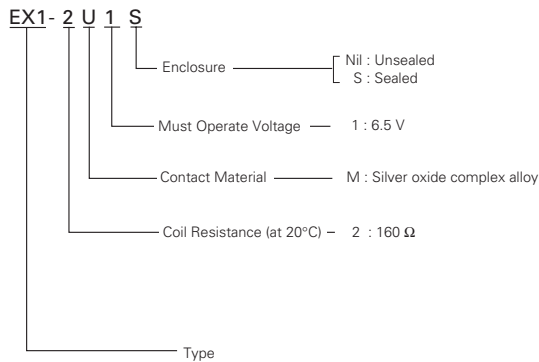 EX1- 2 U 1 S
Enclosure Nil : Unsealed
S : Sealed
Must Operate Voltage 1 : 6.5 V
Contact Material M : Silver oxide complex alloy
Coil Resistance (at 20°C) 2 : 160 Ω
Type